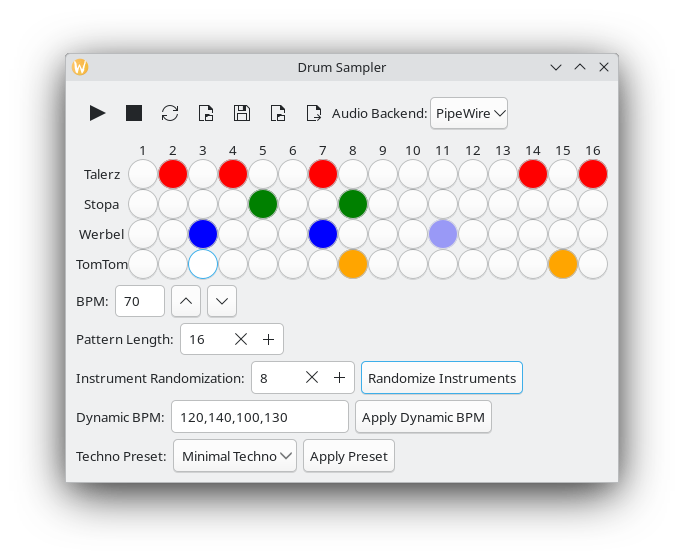 Drum Sampler
Audio Backend: PipeWire
1 2 3 4 5 6 7 8 9 10 11 12 13 14 15 16
Talerz
Stopa
Werbel
TomTom
BPM: 70
Pattern Length: 16
Instrument Randomization: 8 Randomize Instruments
Dynamic BPM: 120,140,100,130 Apply Dynamic BPM
Techno Preset: Minimal Techno Apply Preset